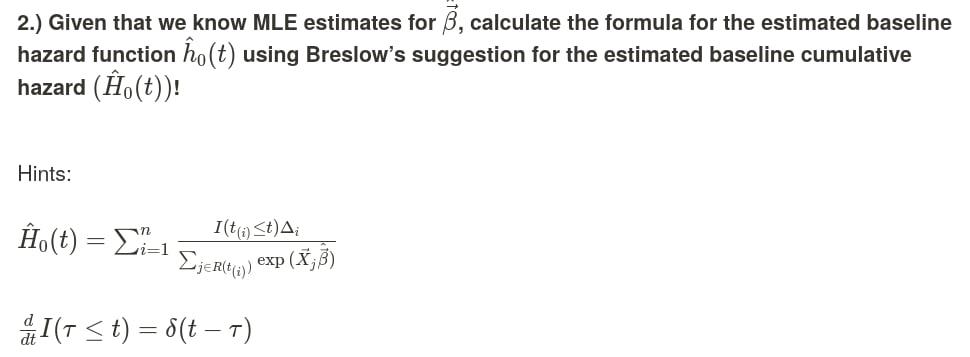 2.) Given that we know MLE estimates for $\hat{\vec{\beta}}$, calculate the formula for the estimated baseline
hazard function $\hat{h}_0(t)$ using Breslow’s suggestion for the estimated baseline cumulative
hazard $(\hat{H}_0(t))$!
Hints:
$\hat{H}_0(t) = \sum_{i=1}^{n} \frac{I(t_{(i)} \leq t)\Delta_i}{\sum_{j \in R(t_{(i)})} \exp(\vec{X}_j \hat{\vec{\beta}})}$
$\frac{d}{dt} I(\tau \leq t) = \delta(t - \tau)$